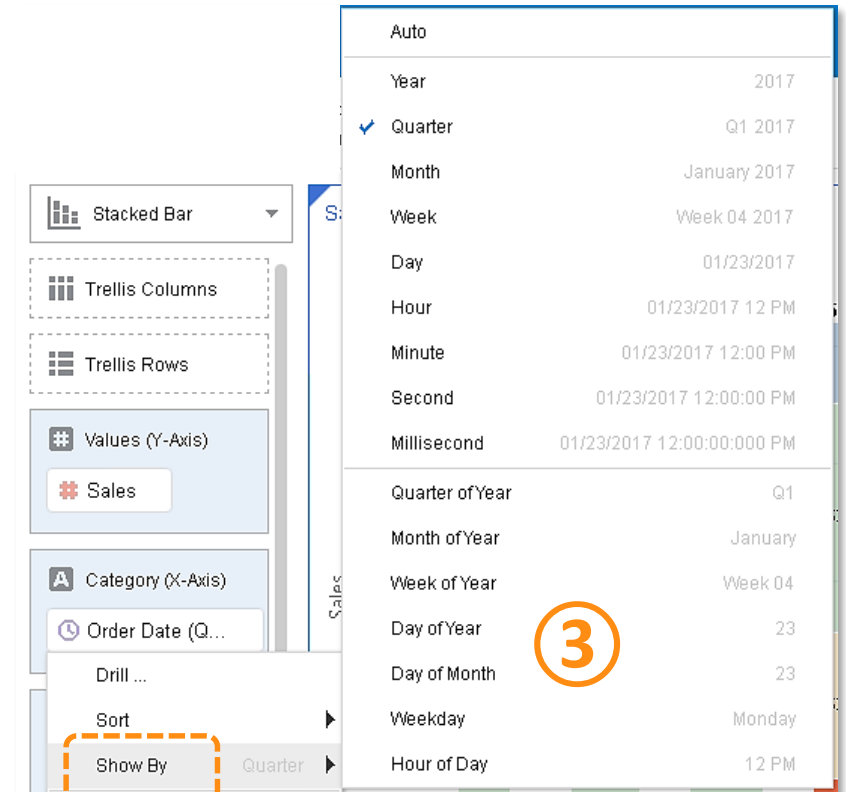 Auto
Year 2017
Quarter Q1 2017
Month January 2017
Week Week 04 2017
Day 01/23/2017
Hour 01/23/2017 12 PM
Minute 01/23/2017 12:00 PM
Second 01/23/2017 12:00:00 PM
Millisecond 01/23/2017 12:00:00:000 PM
Quarter of Year Q1
Month of Year January
Week of Year Week 04
Day of Year 23
Day of Month 23
Weekday Monday
Hour of Day 12 PM
3
Stacked Bar
Trellis Columns
Trellis Rows
Values (Y-Axis)
Sales
Category (X-Axis)
Order Date (Q...
Drill ...
Sort
Show By Quarter
Sales